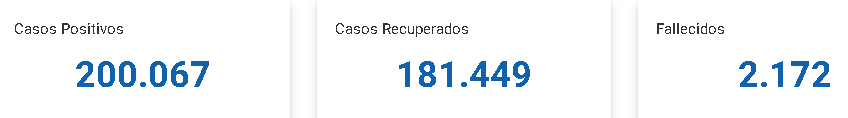 Casos Positivos
200.067
Casos Recuperados
181.449
Fallecidos
2.172